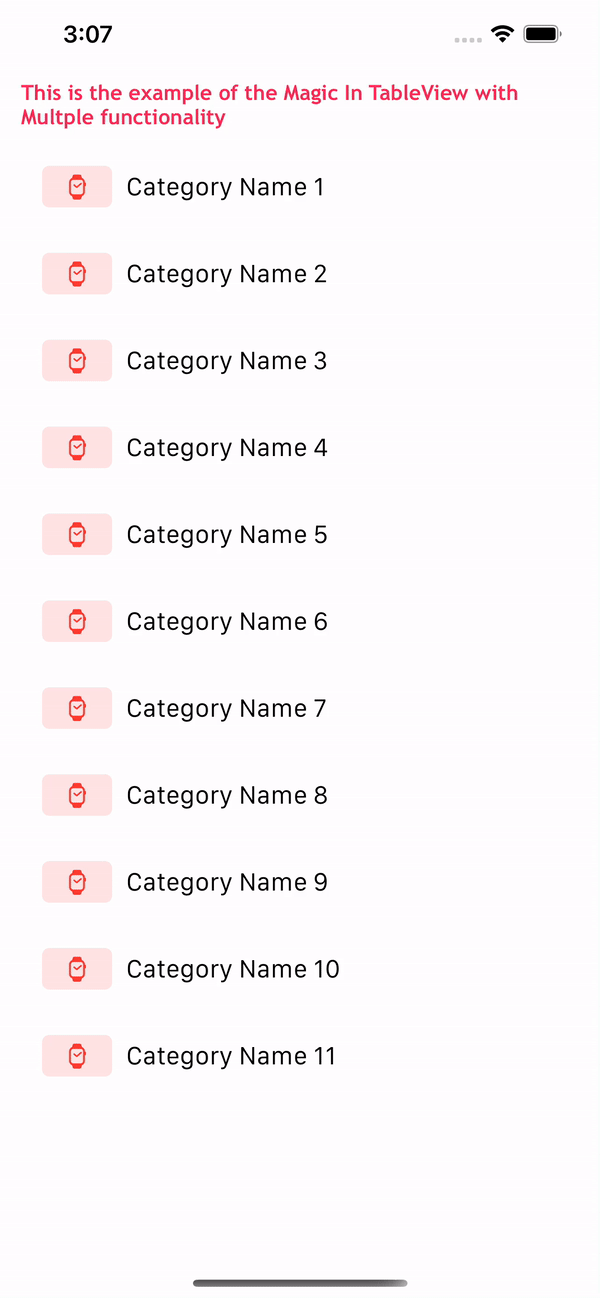 3:07
This is the example of the Magic In TableView with
Multple functionality
Category Name 1
Category Name 2
Category Name 3
Category Name 4
Category Name 5
Category Name 6
Category Name 7
Category Name 8
Category Name 9
Category Name 10
Category Name 11